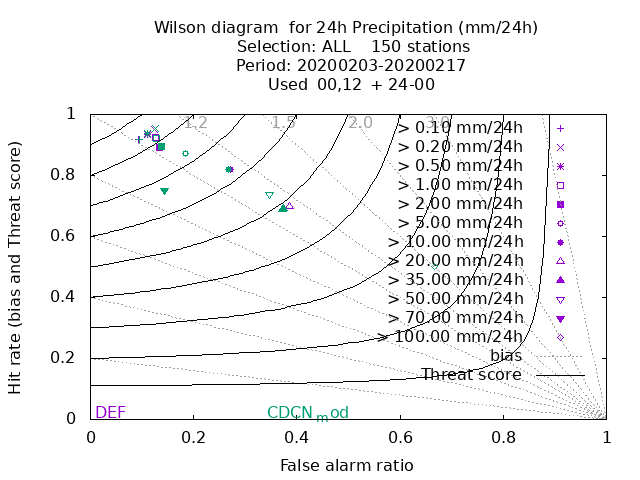 Wilson diagram  for 24h Precipitation (mm/24h)
Selection: ALL    150 stations
Period: 20200203-20200217
Used  00,12  + 24-00
Hit rate (bias and Threat score)
1
0.8
0.6
0.4
0.2
0
1.2
1.5
2.0
3.0
> 0.10 mm/24h
> 0.20 mm/24h
> 0.50 mm/24h
> 1.00 mm/24h
> 2.00 mm/24h
> 5.00 mm/24h
> 10.00 mm/24h
> 20.00 mm/24h
> 35.00 mm/24h
> 50.00 mm/24h
> 70.00 mm/24h
> 100.00 mm/24h
bias
Threat score
DEF
CDCNmod
0 0.2 0.4 0.6 0.8 1
False alarm ratio